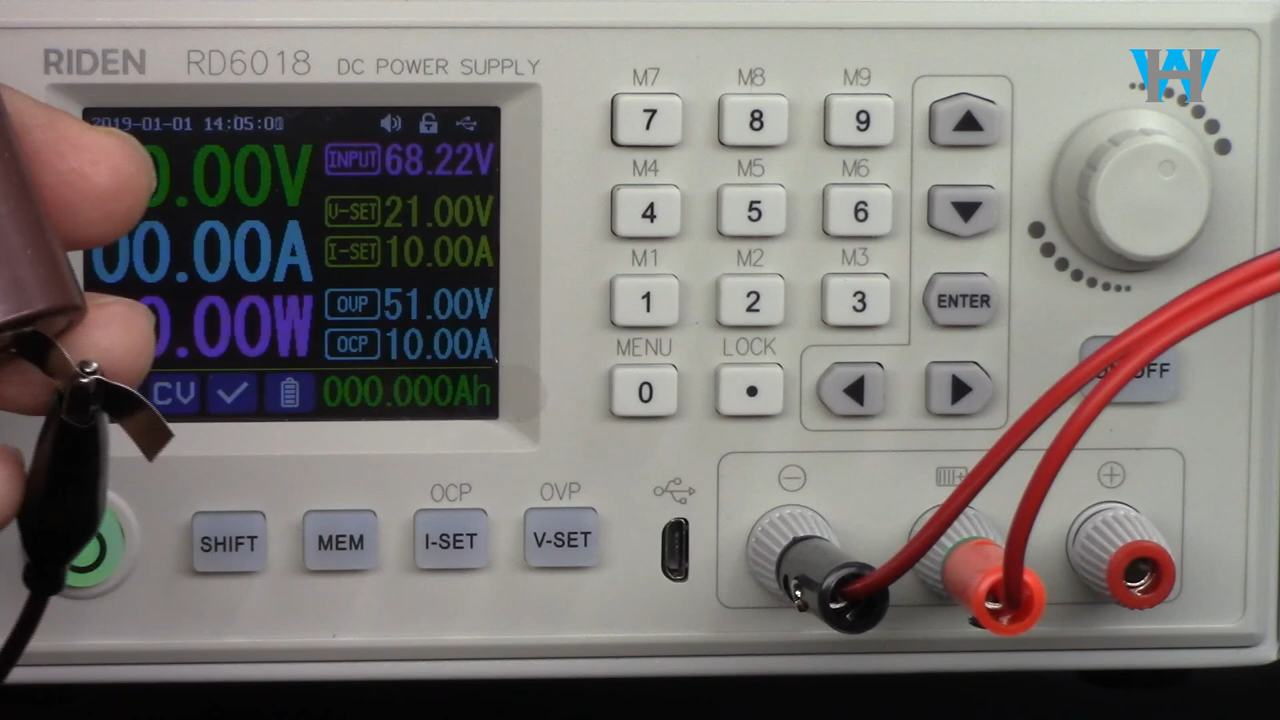 RIDEN RD6018 DC POWER SUPPLY
2019-01-01 14:05:00
0.00V
00.00A
0.00W
INPUT 68.22V
V-SET 21.00V
I-SET 10.00A
OVP 51.00V
OCP 10.00A
CV 000.000Ah
M7 M8 M9
7 8 9
M4 M5 M6
4 5 6
M1 M2 M3
1 2 3
ENTER
MENU LOCK
0 •
OCP OVP
SHIFT MEM I-SET V-SET
− +